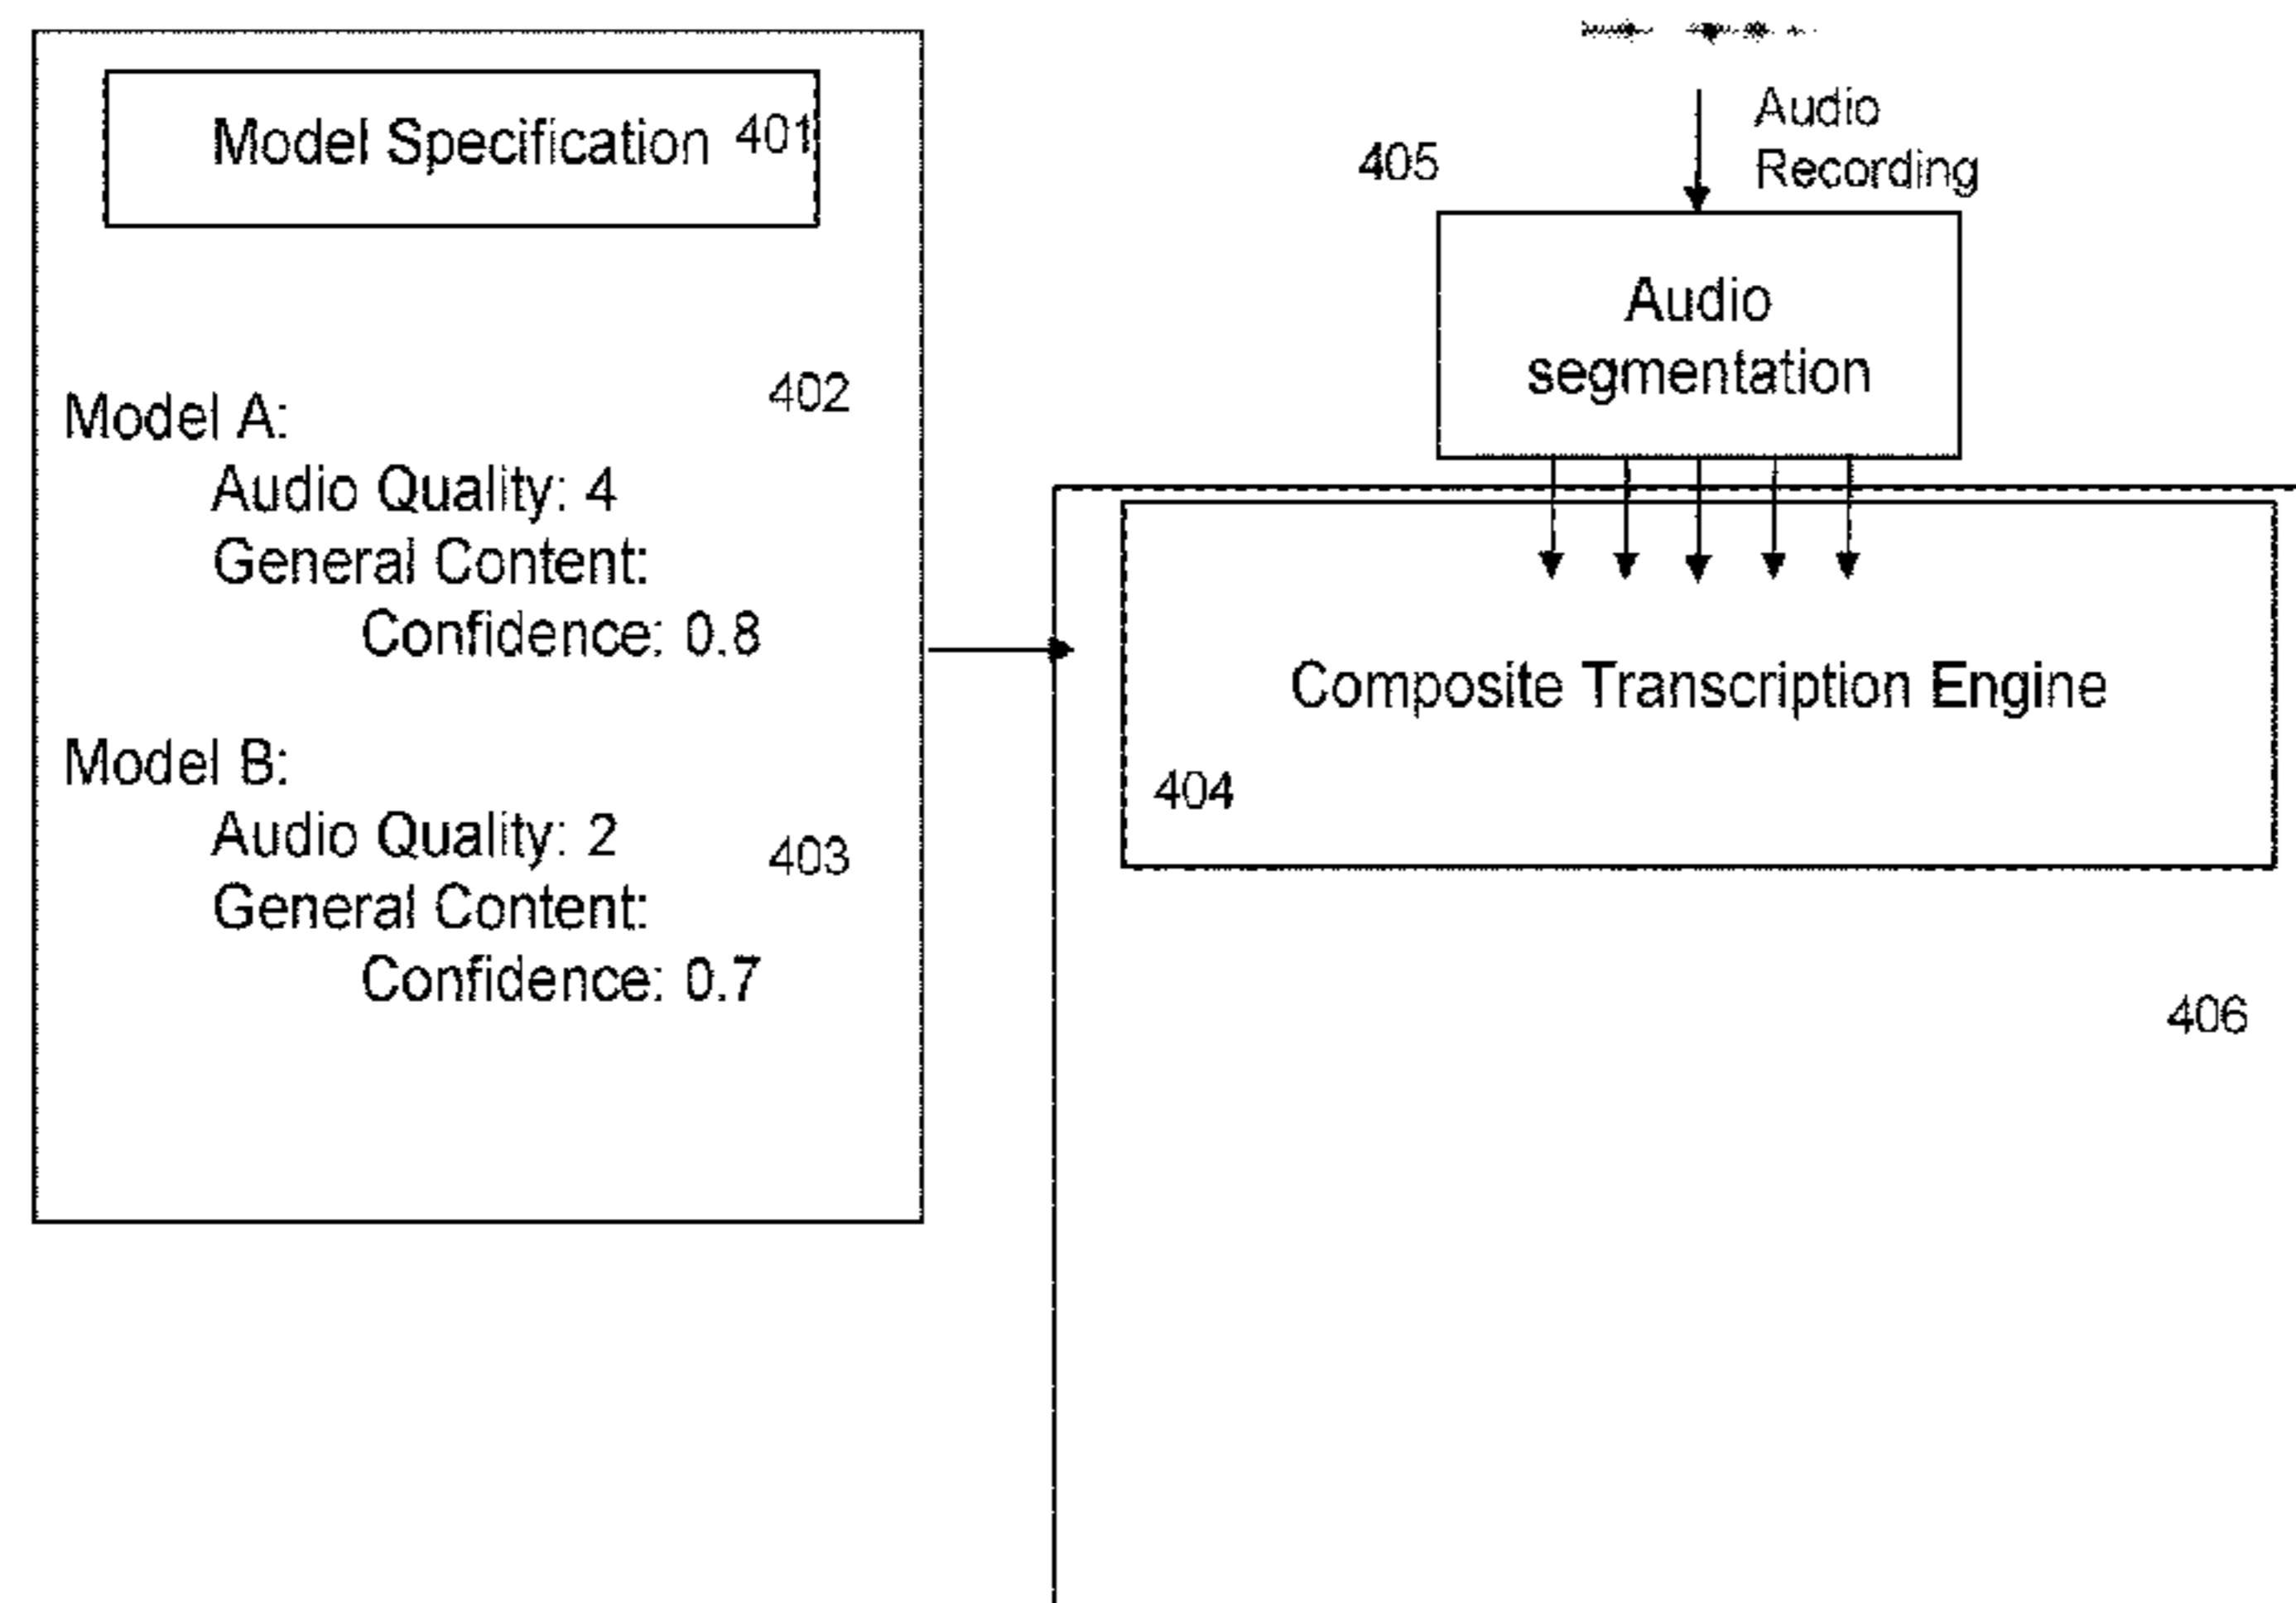 Model Specification 401
402
Model A:
Audio Quality: 4
General Content:
Confidence: 0.8
Model B:
Audio Quality: 2
403
General Content:
Confidence: 0.7
Audio
Recording
405
Audio
segmentation
Composite Transcription Engine
404
406